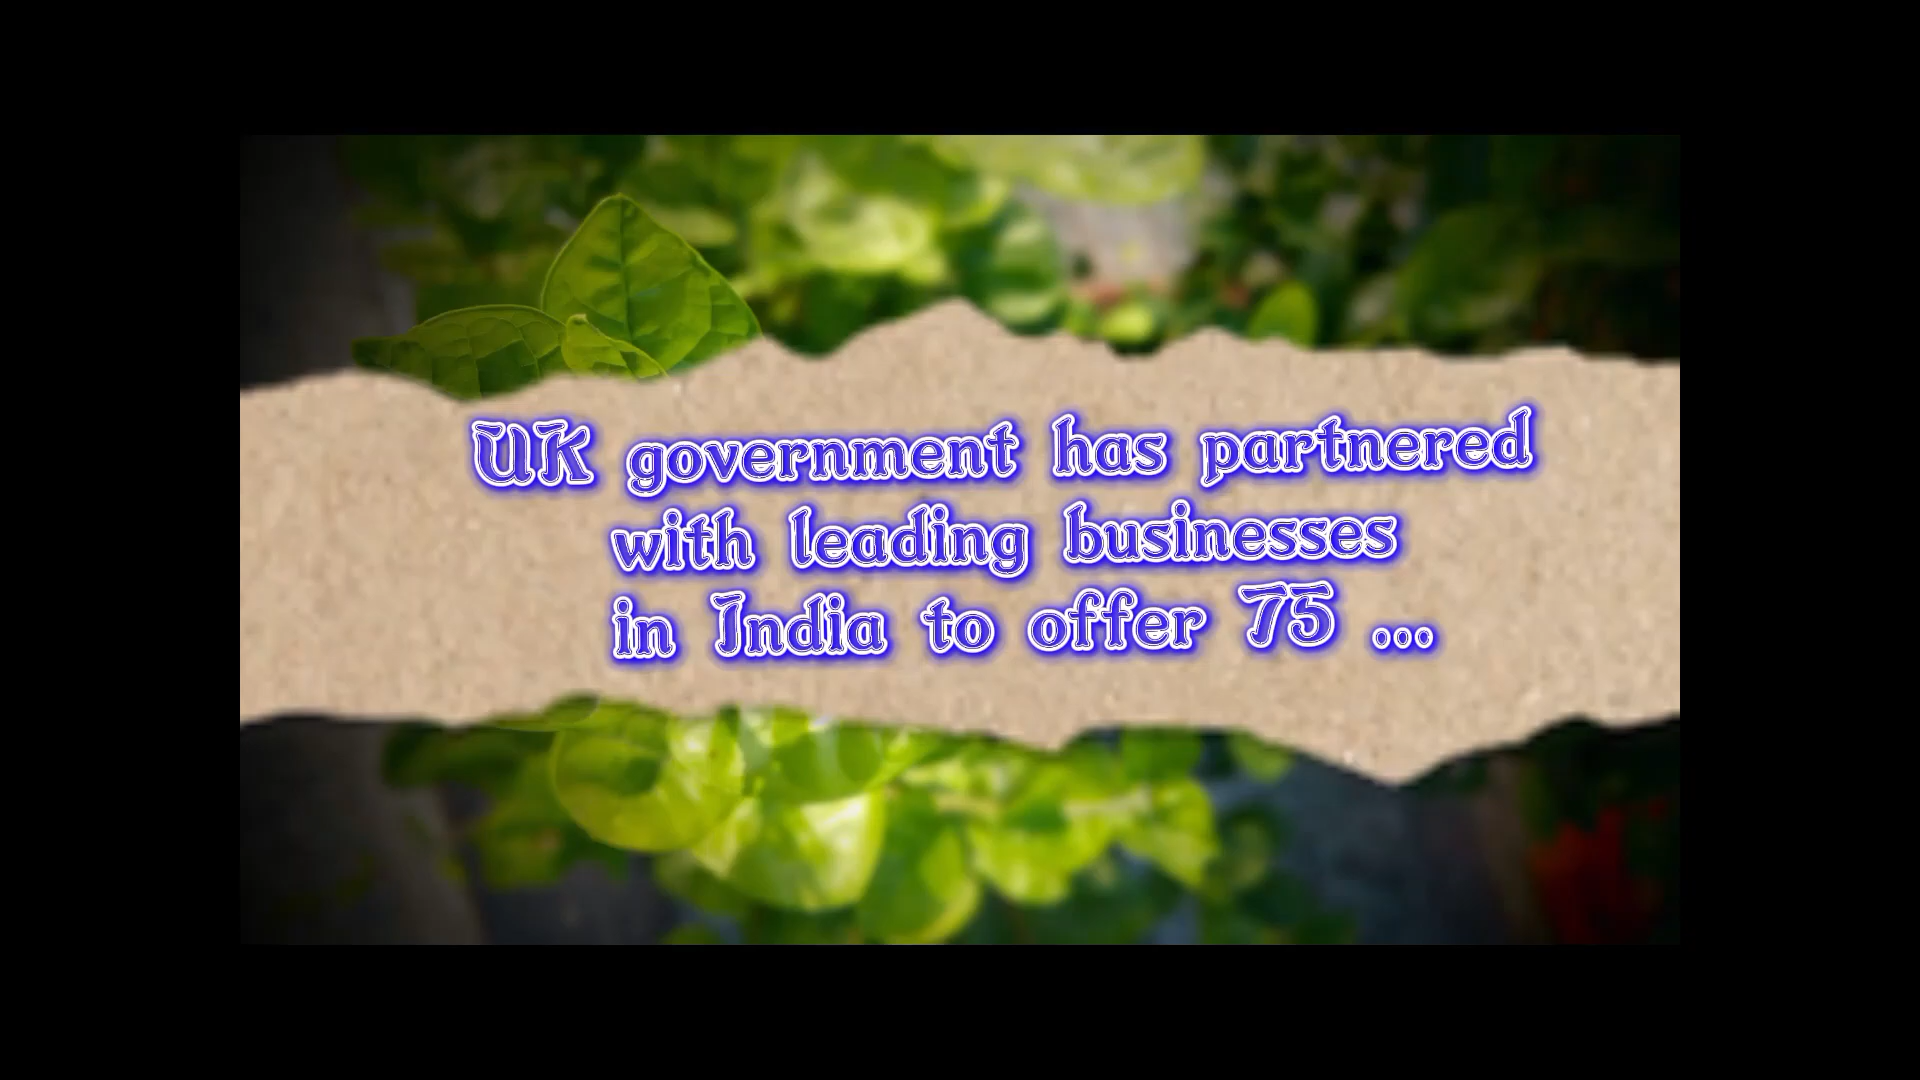 UK government has partnered
with leading businesses
in India to offer 75 ...